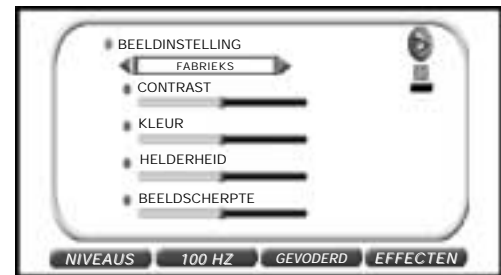 BEELDINSTELLING
FABRIEKS
CONTRAST
KLEUR
HELDERHEID
BEELDSCHERPTE
NIVEAUS 100 HZ GEVODERD EFFECTEN